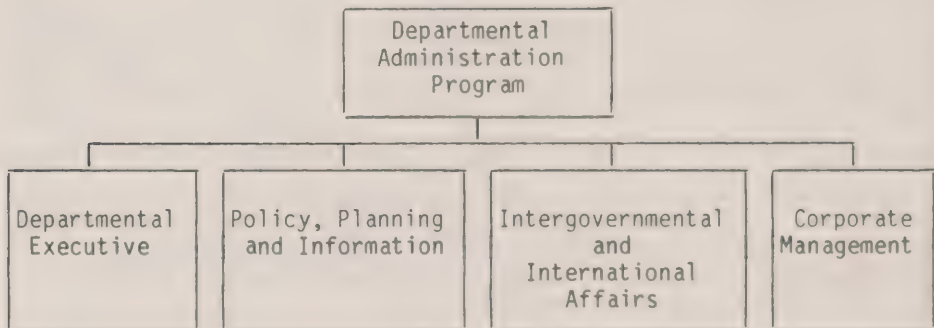 Departmental
Administration
Program
Departmental
Executive
Policy, Planning
and Information
Intergovernmental
and
International
Affairs
Corporate
Management